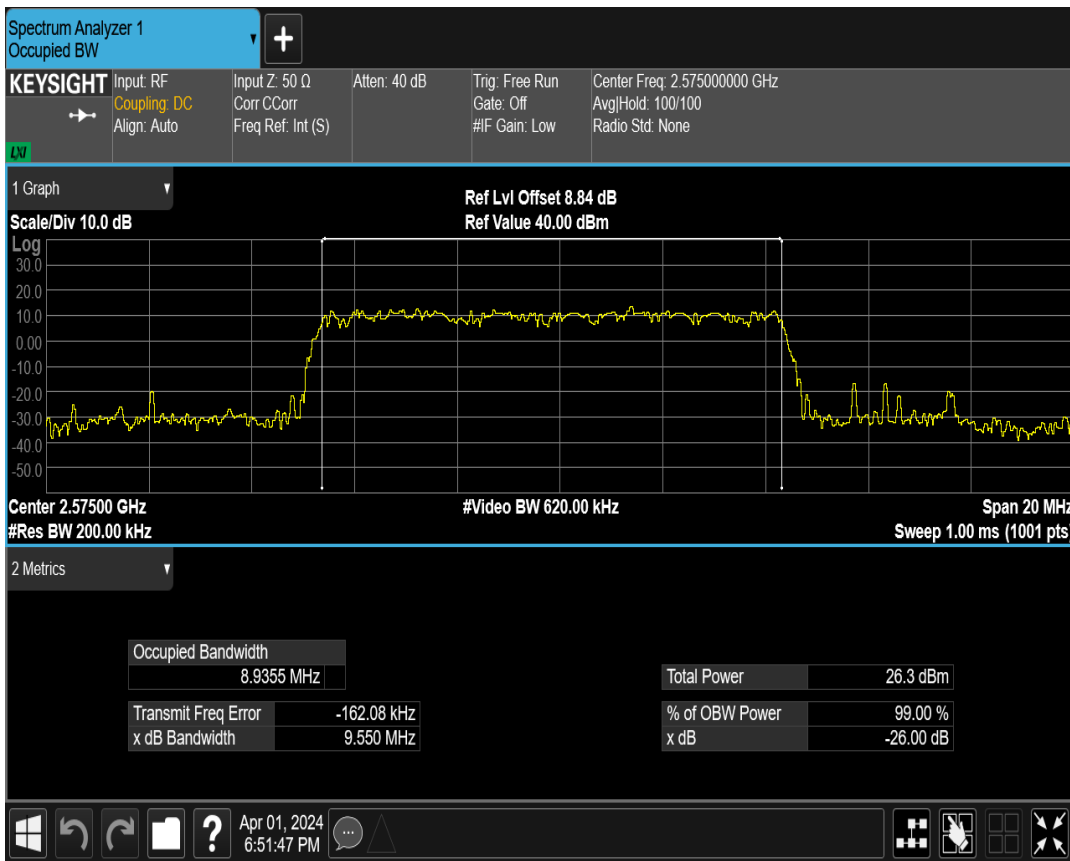 Spectrum Analyzer 1
Occupied BW
KEYSIGHT
LXI
Input: RF
Coupling: DC
Align: Auto
Input Z: 50 Ω
Corr CCorr
Freq Ref: Int (S)
Atten: 40 dB
Trig: Free Run
Gate: Off
#IF Gain: Low
Center Freq: 2.575000000 GHz
Avg|Hold: 100/100
Radio Std: None
1 Graph
Scale/Div 10.0 dB
Ref Lvl Offset 8.84 dB
Ref Value 40.00 dBm
Log
30.0
20.0
10.0
0.00
-10.0
-20.0
-30.0
-40.0
-50.0
Center 2.57500 GHz
#Res BW 200.00 kHz
#Video BW 620.00 kHz
Span 20 MHz
Sweep 1.00 ms (1001 pts)
2 Metrics
Occupied Bandwidth
8.9355 MHz
Transmit Freq Error -162.08 kHz
x dB Bandwidth 9.550 MHz
Total Power 26.3 dBm
% of OBW Power 99.00 %
x dB -26.00 dB
?
Apr 01, 2024
6:51:47 PM